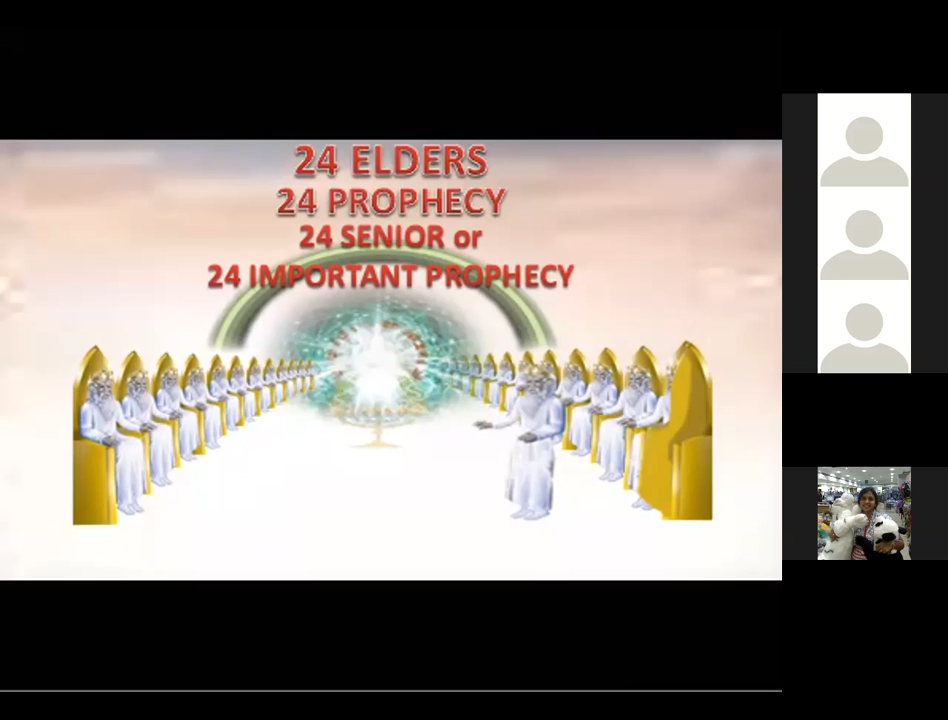 24 ELDERS
24 PROPHECY
24 SENIOR or
24 IMPORTANT PROPHECY